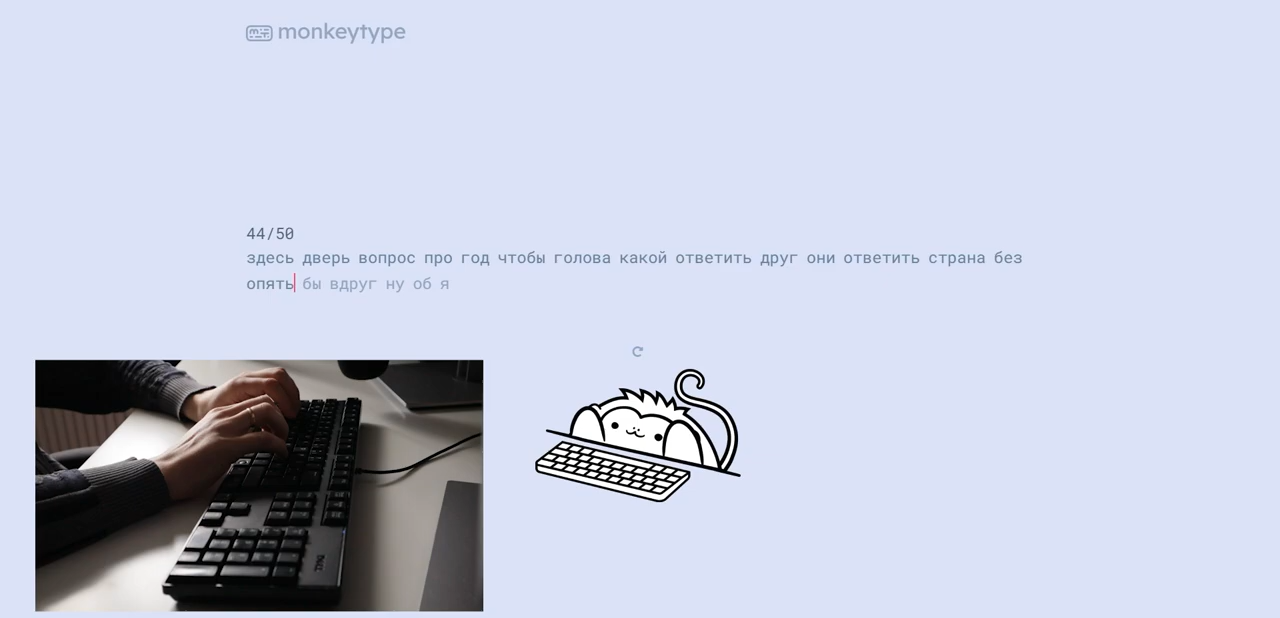 monkeytype
44/50
здесь дверь вопрос про год чтобы голова какой ответить друг они ответить страна без
опять бы вдруг ну об я